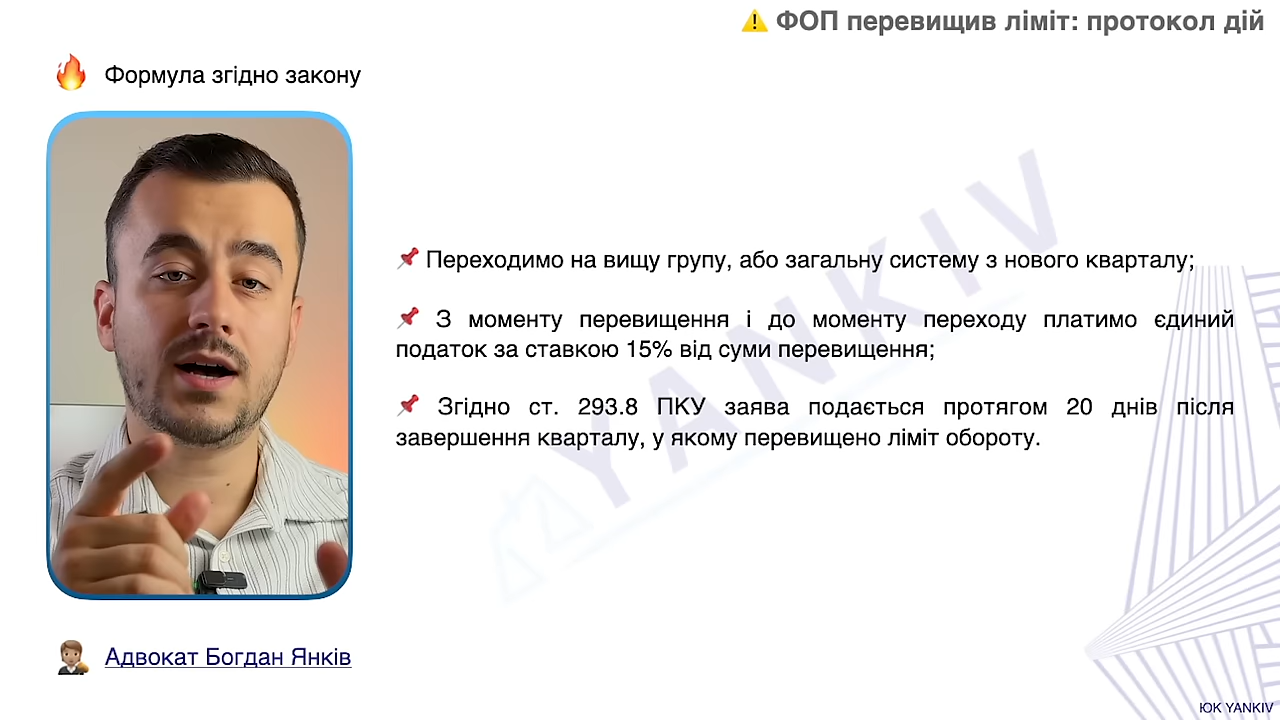 ⚠️ ФОП перевищив ліміт: протокол дій
🔥 Формула згідно закону
📌 Переходимо на вищу групу, або загальну систему з нового кварталу;
📌 З моменту перевищення і до моменту переходу платимо єдиний
податок за ставкою 15% від суми перевищення;
📌 Згідно ст. 293.8 ПКУ заява подається протягом 20 днів після
завершення кварталу, у якому перевищено ліміт обороту.
YANKIV
Адвокат Богдан Янків
ЮК YANKIV